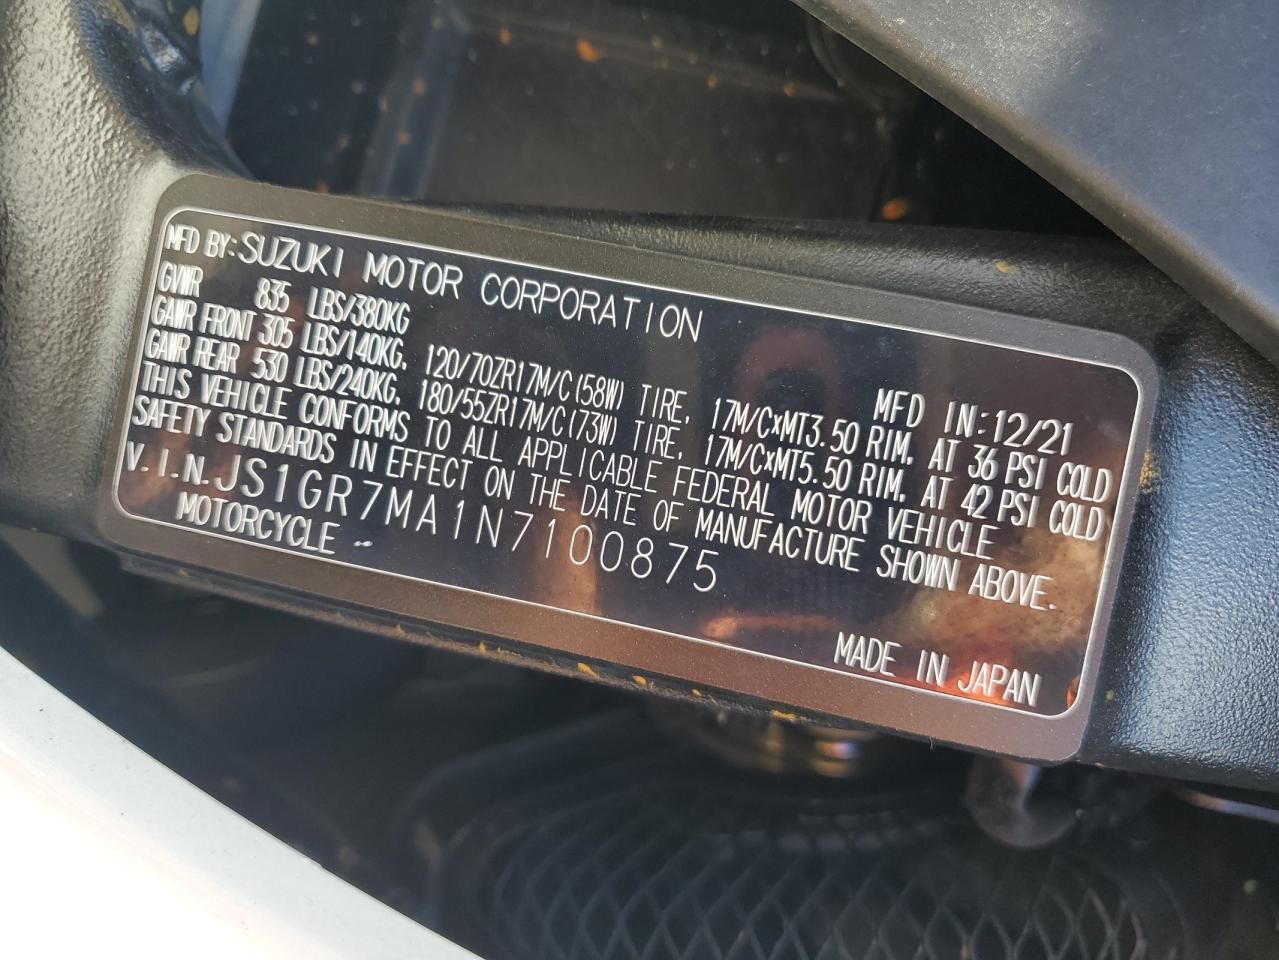 MFD BY:SUZUKI MOTOR CORPORATION
MFD IN:12/21
GVWR 835 LBS/380KG
GAWR FRONT 305 LBS/140KG, 120/70ZR17M/C(58W) TIRE, 17M/C×MT3.50 RIM, AT 36 PSI COLD
GAWR REAR 530 LBS/240KG, 180/55ZR17M/C(73W) TIRE, 17M/C×MT5.50 RIM, AT 42 PSI COLD
THIS VEHICLE CONFORMS TO ALL APPLICABLE FEDERAL MOTOR VEHICLE
SAFETY STANDARDS IN EFFECT ON THE DATE OF MANUFACTURE SHOWN ABOVE.
V.I.N.JS1GR7MA1N7100875
MOTORCYCLE
MADE IN JAPAN